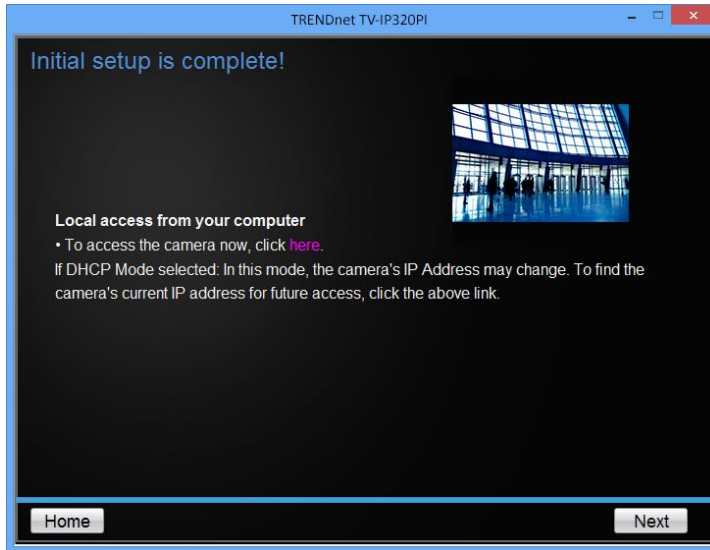 TRENDnet TV-IP320PI
Initial setup is complete!
Local access from your computer
• To access the camera now, click here.
If DHCP Mode selected: In this mode, the camera's IP Address may change. To find the
camera's current IP address for future access, click the above link.
Home
Next